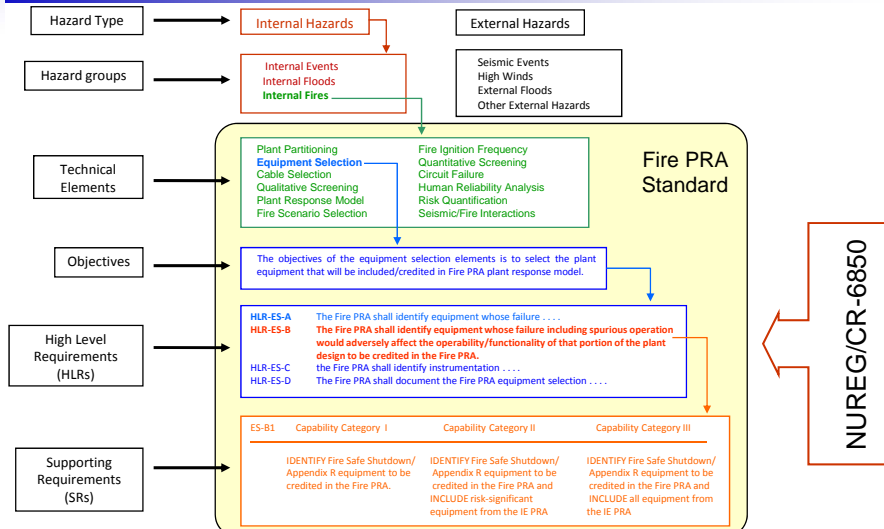 Hazard Type
Internal Hazards
External Hazards
Hazard groups
Internal Events
Internal Floods
Internal Fires
Seismic Events
High Winds
External Floods
Other External Hazards
Fire PRA
Standard
Technical
Elements
Plant Partitioning
Equipment Selection
Cable Selection
Qualitative Screening
Plant Response Model
Fire Scenario Selection
Fire Ignition Frequency
Quantitative Screening
Circuit Failure
Human Reliability Analysis
Risk Quantification
Seismic/Fire Interactions
Objectives
The objectives of the equipment selection elements is to select the plant
equipment that will be included/credited in Fire PRA plant response model.
High Level
Requirements
(HLRs)
HLR-ES-A The Fire PRA shall identify equipment whose failure . . . .
HLR-ES-B The Fire PRA shall identify equipment whose failure including spurious operation
would adversely affect the operability/functionality of that portion of the plant
design to be credited in the Fire PRA.
HLR-ES-C the Fire PRA shall identify instrumentation . . . .
HLR-ES-D The Fire PRA shall document the Fire PRA equipment selection . . . .
Supporting
Requirements
(SRs)
ES-B1 Capability Category I Capability Category II Capability Category III
IDENTIFY Fire Safe Shutdown/
Appendix R equipment to be
credited in the Fire PRA.
IDENTIFY Fire Safe Shutdown/
Appendix R equipment to be
credited in the Fire PRA and
INCLUDE risk-significant
equipment from the IE PRA
IDENTIFY Fire Safe Shutdown/
Appendix R equipment to be
credited in the Fire PRA and
INCLUDE all equipment from
the IE PRA
NUREG/CR-6850